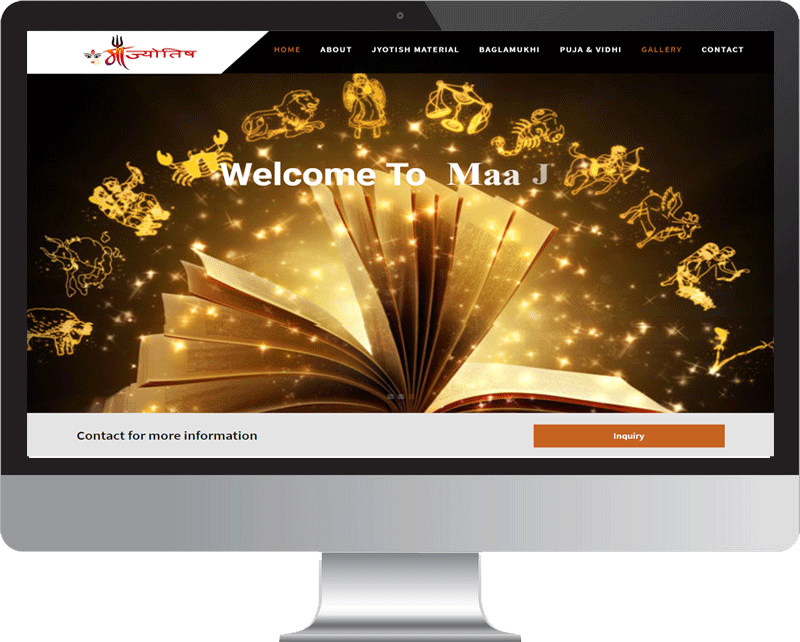 माँ ज्योतिष
HOME ABOUT JYOTISH MATERIAL BAGLAMUKHI PUJA & VIDHI GALLERY CONTACT
Welcome To Maa J
Contact for more information
Inquiry